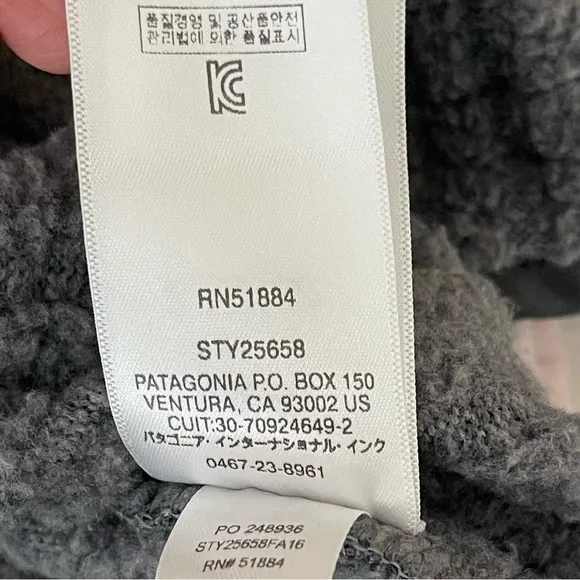 품질경영 및 공산품안전
관리법에 의한 품질표시
RN51884
STY25658
PATAGONIA P.O. BOX 150
VENTURA, CA 93002 US
CUIT:30-70924649-2
パタゴニア・インターナショナル・インク
0467-23-8961
PO 248936
STY25658FA16
RN# 51884